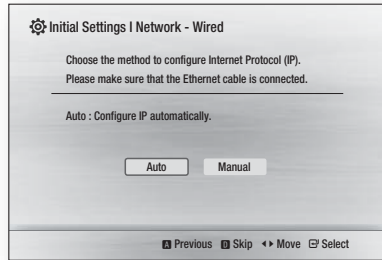 Initial Settings I Network - Wired
Choose the method to configure Internet Protocol (IP).
Please make sure that the Ethernet cable is connected.
Auto : Configure IP automatically.
Auto Manual
A Previous D Skip ◄► Move Select